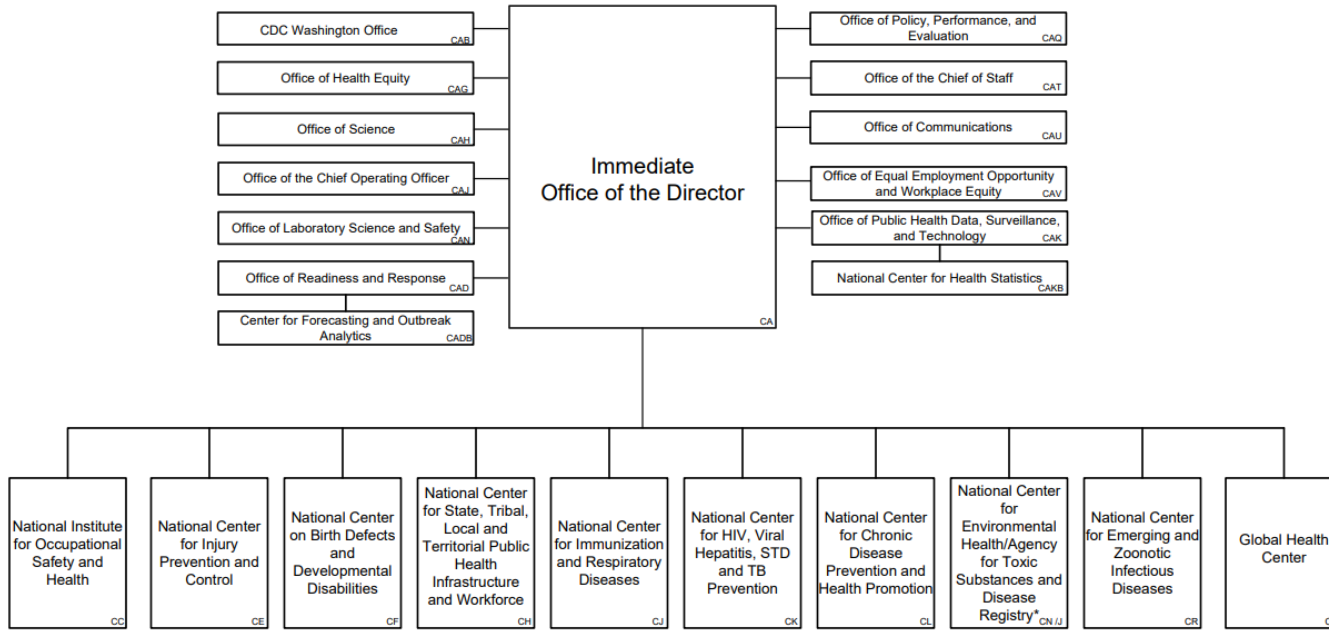 CDC Washington Office
CAB
Office of Health Equity
CAG
Office of Science
CAH
Office of the Chief Operating Officer
CAJ
Office of Laboratory Science and Safety
CAN
Office of Readiness and Response
CAD
Center for Forecasting and Outbreak
Analytics
CADB
Immediate
Office of the Director
CA
Office of Policy, Performance, and
Evaluation
CAQ
Office of the Chief of Staff
CAT
Office of Communications
CAU
Office of Equal Employment Opportunity
and Workplace Equity
CAV
Office of Public Health Data, Surveillance,
and Technology
CAK
National Center for Health Statistics
CAKB
National Institute
for Occupational
Safety and
Health
CC
National Center
for Injury
Prevention and
Control
CE
National Center
on Birth Defects
and
Developmental
Disabilities
CF
National Center
for State, Tribal,
Local and
Territorial Public
Health
Infrastructure
and Workforce
CH
National Center
for Immunization
and Respiratory
Diseases
CJ
National Center
for HIV, Viral
Hepatitis, STD
and TB
Prevention
CK
National Center
for Chronic
Disease
Prevention and
Health Promotion
CL
National Center
for
Environmental
Health/Agency
for Toxic
Substances and
Disease
Registry*
CN /J
National Center
for Emerging and
Zoonotic
Infectious
Diseases
CR
Global Health
Center